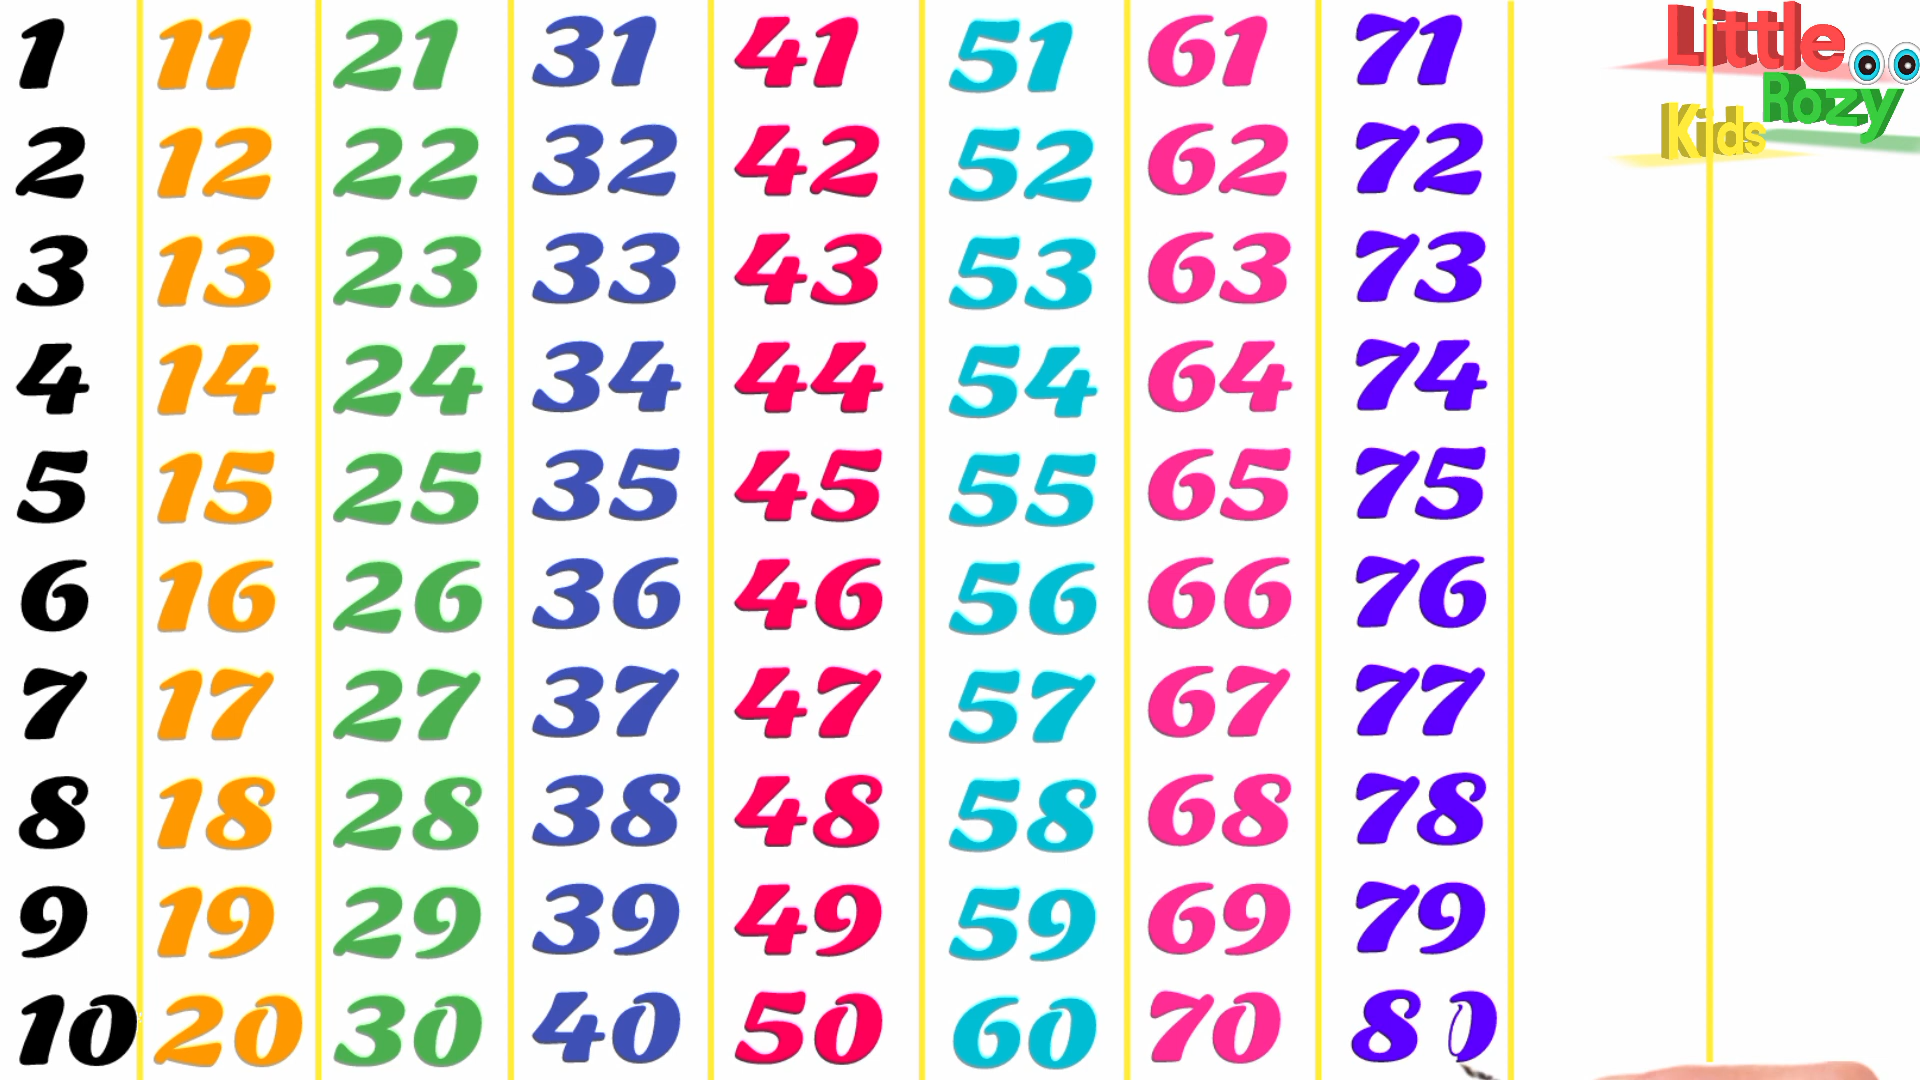 1 11 21 31 41 51 61 71
2 12 22 32 42 52 62 72
3 13 23 33 43 53 63 73
4 14 24 34 44 54 64 74
5 15 25 35 45 55 65 75
6 16 26 36 46 56 66 76
7 17 27 37 47 57 67 77
8 18 28 38 48 58 68 78
9 19 29 39 49 59 69 79
10 20 30 40 50 60 70 80
Little
Rozy
Kids